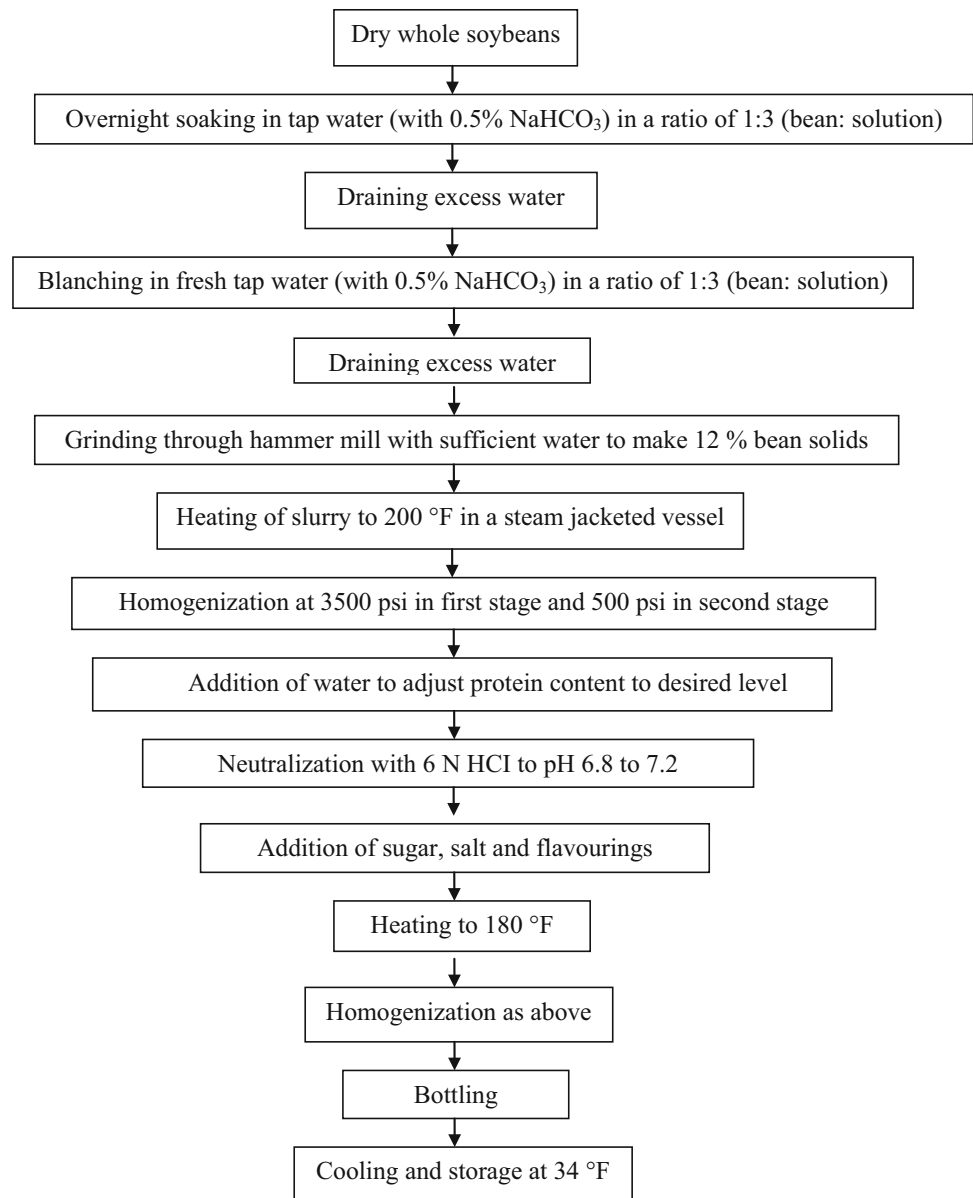 Dry whole soybeans
Overnight soaking in tap water (with 0.5% NaHCO₃) in a ratio of 1:3 (bean: solution)
Draining excess water
Blanching in fresh tap water (with 0.5% NaHCO₃) in a ratio of 1:3 (bean: solution)
Draining excess water
Grinding through hammer mill with sufficient water to make 12 % bean solids
Heating of slurry to 200 °F in a steam jacketed vessel
Homogenization at 3500 psi in first stage and 500 psi in second stage
Addition of water to adjust protein content to desired level
Neutralization with 6 N HCI to pH 6.8 to 7.2
Addition of sugar, salt and flavourings
Heating to 180 °F
Homogenization as above
Bottling
Cooling and storage at 34 °F